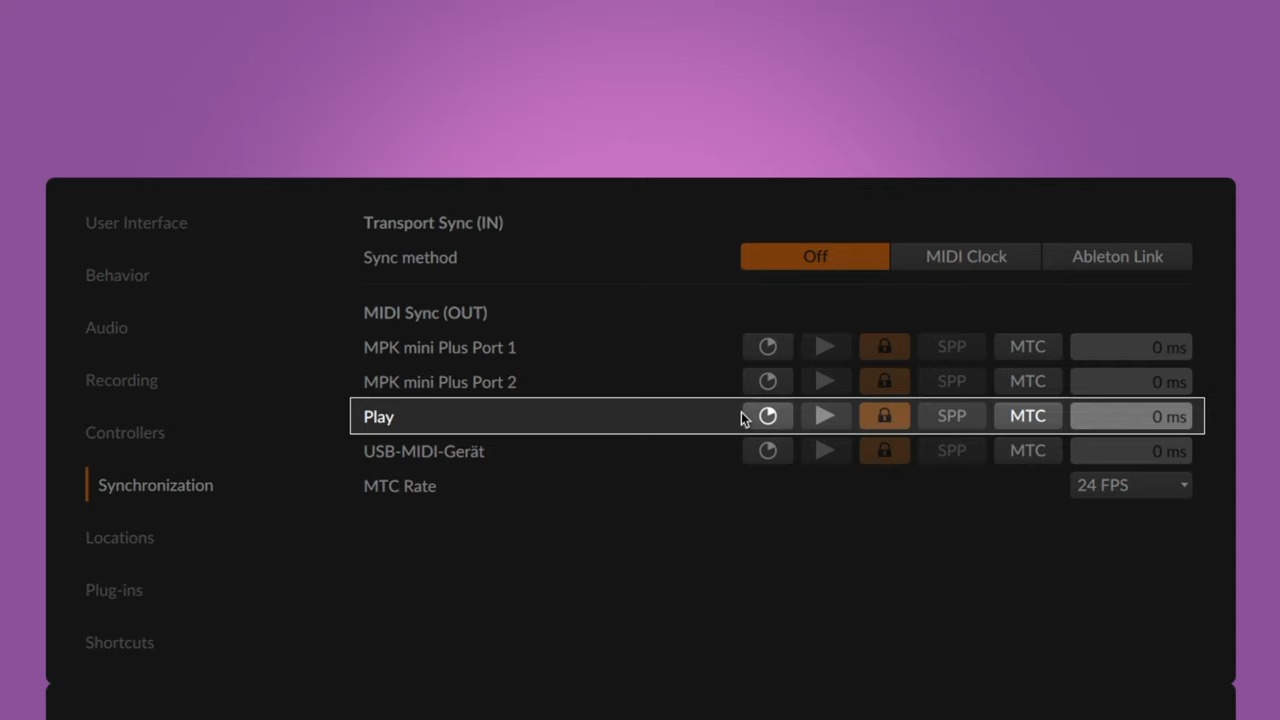 User Interface
Behavior
Audio
Recording
Controllers
Synchronization
Locations
Plug-ins
Shortcuts
Transport Sync (IN)
Sync method Off MIDI Clock Ableton Link
MIDI Sync (OUT)
MPK mini Plus Port 1 SPP MTC 0 ms
MPK mini Plus Port 2 SPP MTC 0 ms
Play SPP MTC 0 ms
USB-MIDI-Gerät SPP MTC 0 ms
MTC Rate 24 FPS